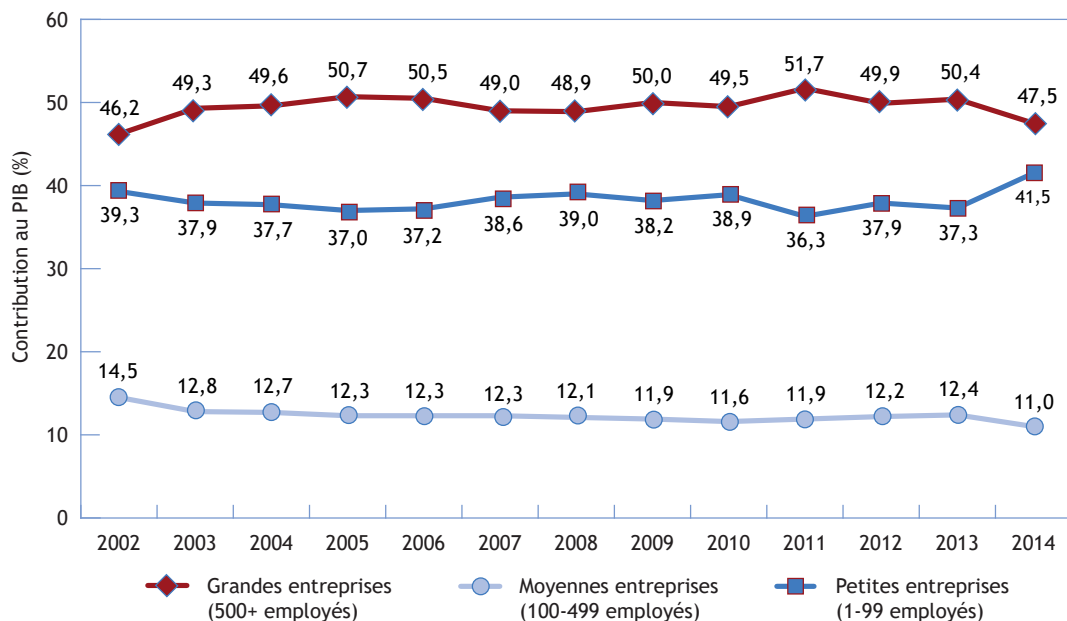 Contribution au PIB (%)
60
50
40
30
20
10
0
46,2 49,3 49,6 50,7 50,5 49,0 48,9 50,0 49,5 51,7 49,9 50,4 47,5
39,3 37,9 37,7 37,0 37,2 38,6 39,0 38,2 38,9 36,3 37,9 37,3 41,5
14,5 12,8 12,7 12,3 12,3 12,3 12,1 11,9 11,6 11,9 12,2 12,4 11,0
2002 2003 2004 2005 2006 2007 2008 2009 2010 2011 2012 2013 2014
Grandes entreprises
(500+ employés)
Moyennes entreprises
(100-499 employés)
Petites entreprises
(1-99 employés)